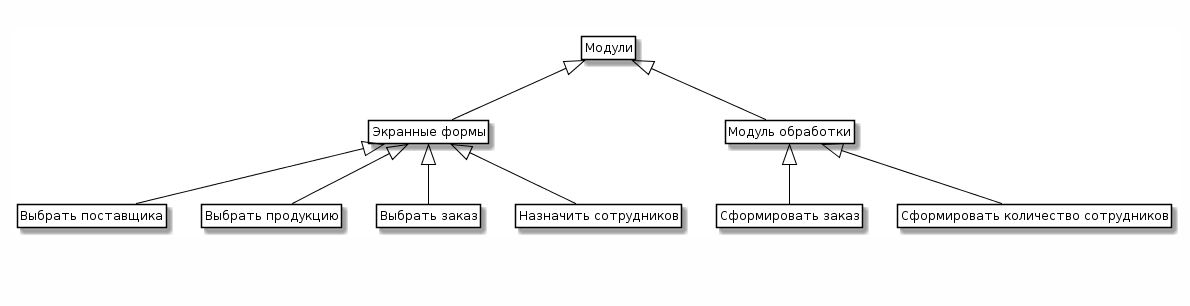 Модули
Экранные формы
Модуль обработки
Выбрать поставщика
Выбрать продукцию
Выбрать заказ
Назначить сотрудников
Сформировать заказ
Сформировать количество сотрудников